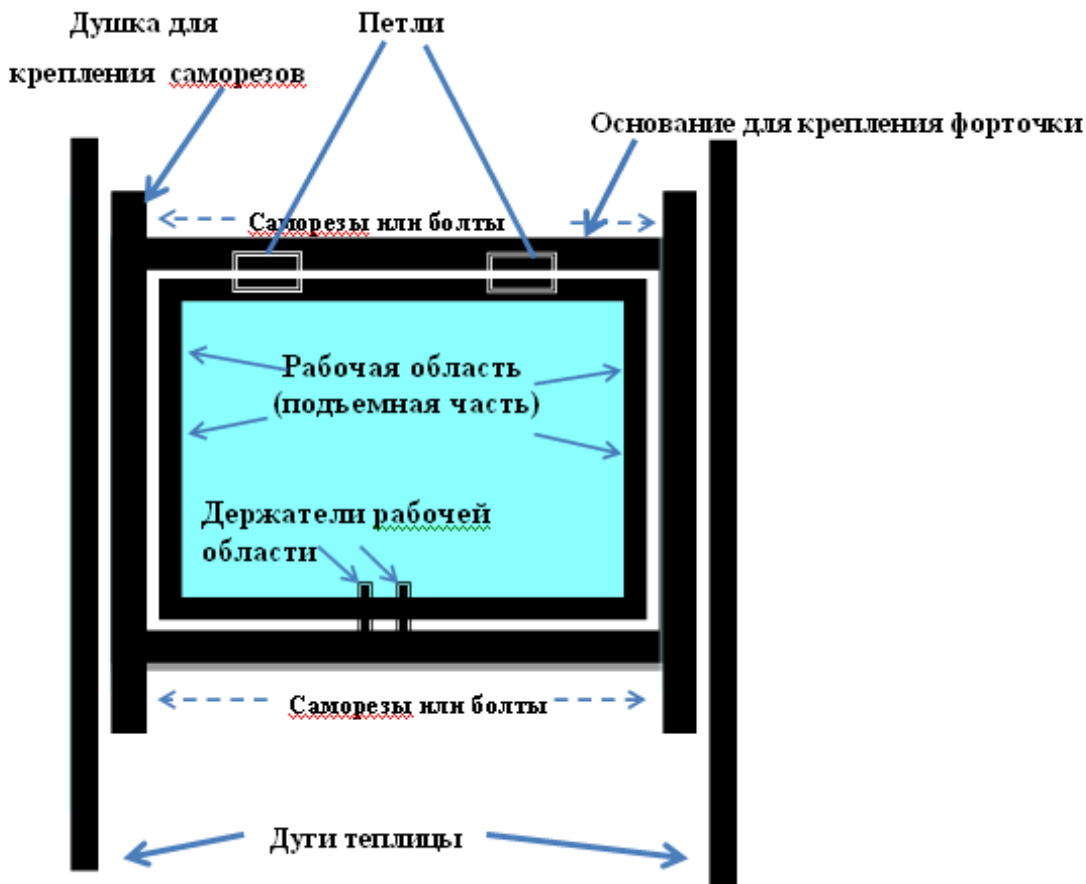 Душка для
крепления саморезов
Петли
Основание для крепления форточки
Саморезы или болты
Рабочая область
(подъемная часть)
Держатели рабочей
области
Саморезы или болты
Дуги теплицы